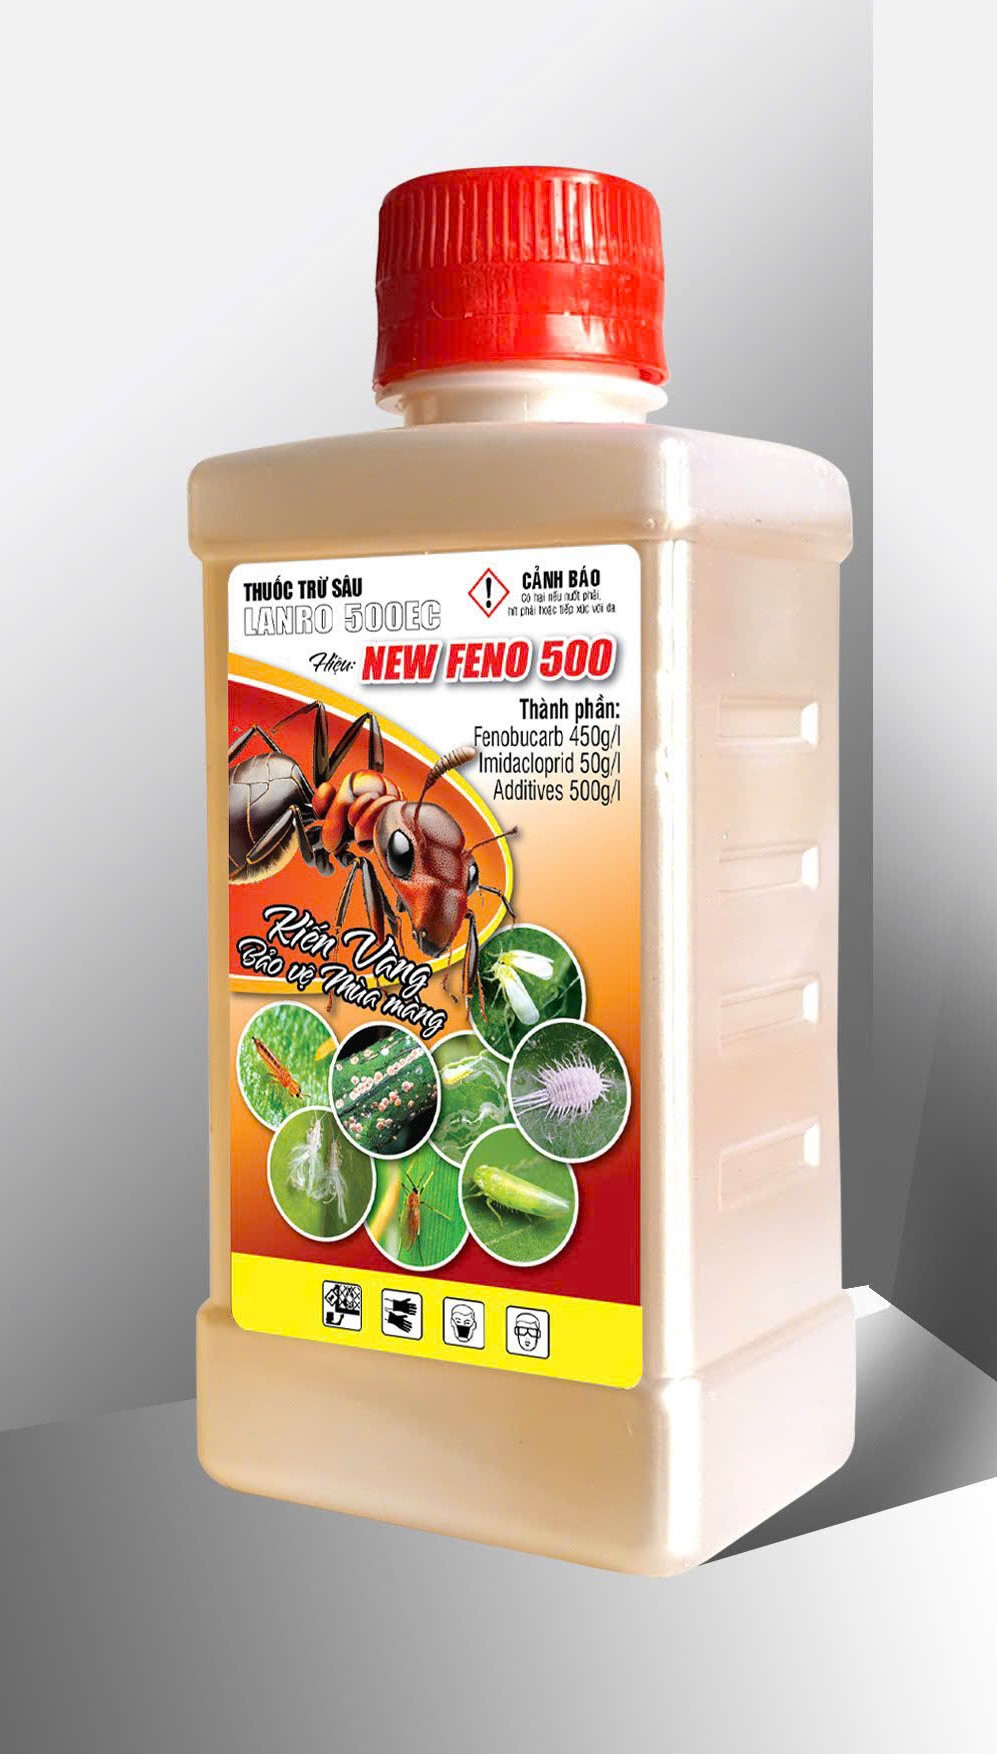 THUỐC TRỪ SÂU
LANRO 500EC
CẢNH BÁO
Có hại nếu nuốt phải,
hít phải hoặc tiếp xúc với da
Hiệu: NEW FENO 500
Thành phần:
Fenobucarb 450g/l
Imidacloprid 50g/l
Additives 500g/l
Kiến Vàng
Bảo vệ Mùa màng